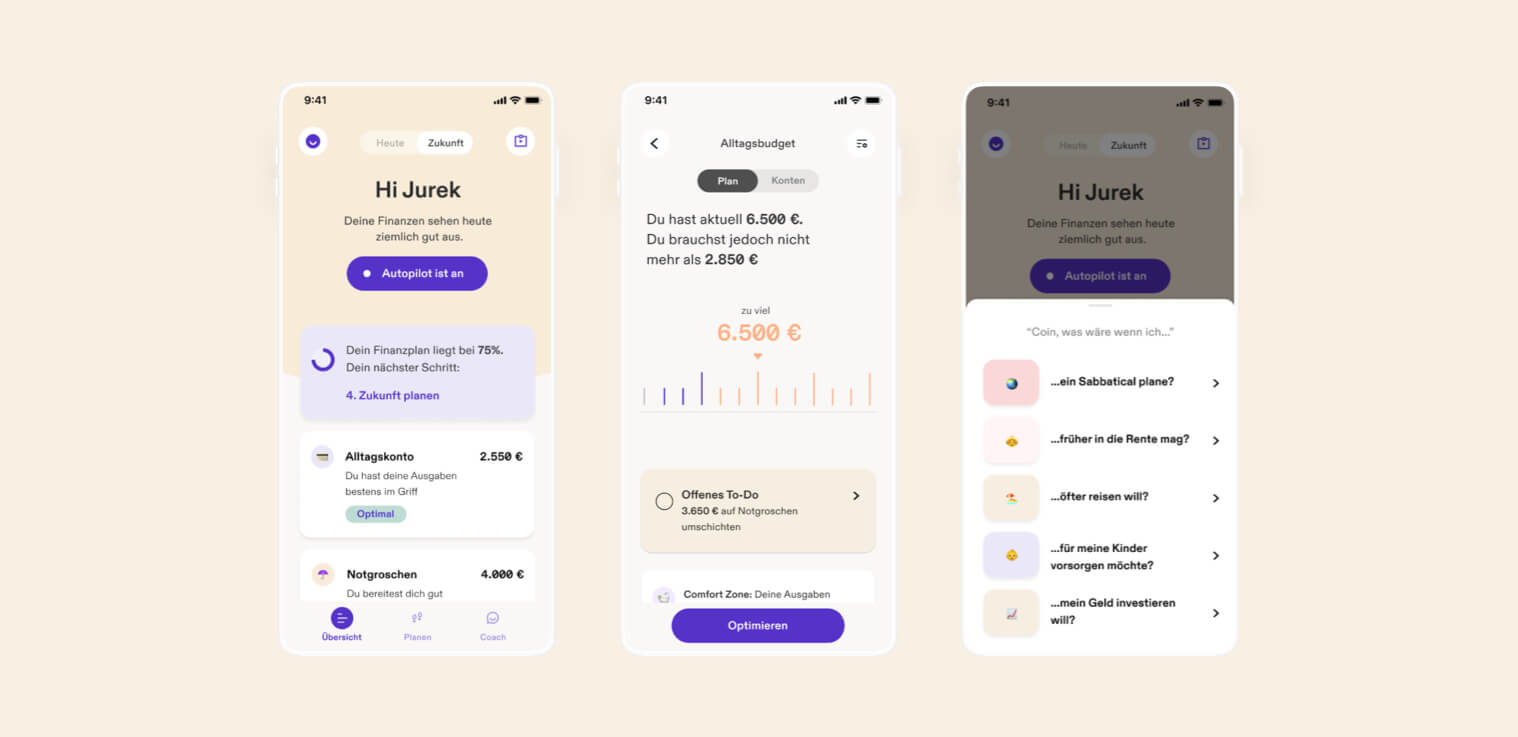 9:41
Heute Zukunft
Hi Jurek
Deine Finanzen sehen heute
ziemlich gut aus.
Autopilot ist an
Dein Finanzplan liegt bei 75%.
Dein nächster Schritt:
4. Zukunft planen
Alltagskonto 2.550 €
Du hast deine Ausgaben
bestens im Griff
Optimal
Notgroschen 4.000 €
Du bereitest dich gut
Übersicht Planen Coach
9:41
Alltagsbudget
Plan Konten
Du hast aktuell 6.500 €.
Du brauchst jedoch nicht
mehr als 2.850 €
zu viel
6.500 €
Offenes To-Do
3.650 € auf Notgroschen
umschichten
Comfort Zone: Deine Ausgaben
Optimieren
9:41
Heute Zukunft
Hi Jurek
Deine Finanzen sehen heute
ziemlich gut aus.
Autopilot ist an
“Coin, was wäre wenn ich...”
...ein Sabbatical plane?
...früher in die Rente mag?
...öfter reisen will?
...für meine Kinder
vorsorgen möchte?
...mein Geld investieren
will?